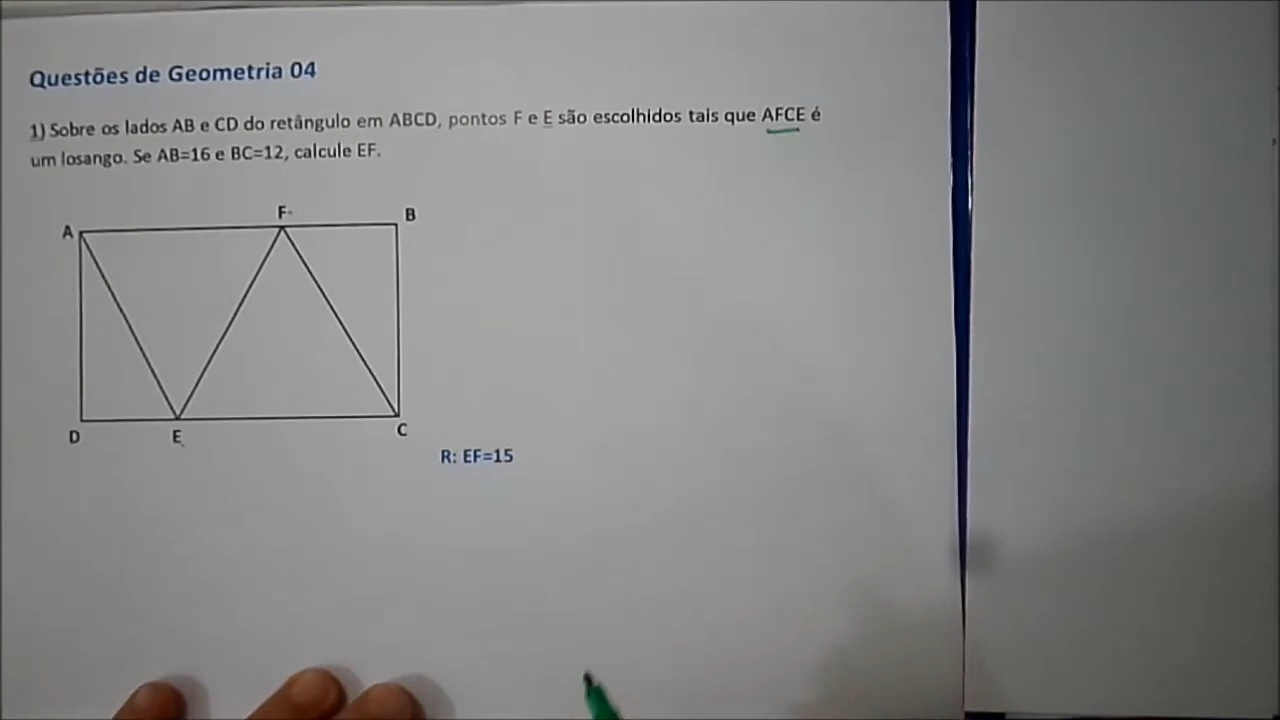 Questões de Geometria 04
1) Sobre os lados AB e CD do retângulo em ABCD, pontos F e E são escolhidos tais que AFCE é
um losango. Se AB=16 e BC=12, calcule EF.
A
F
B
D
E
C
R: EF=15